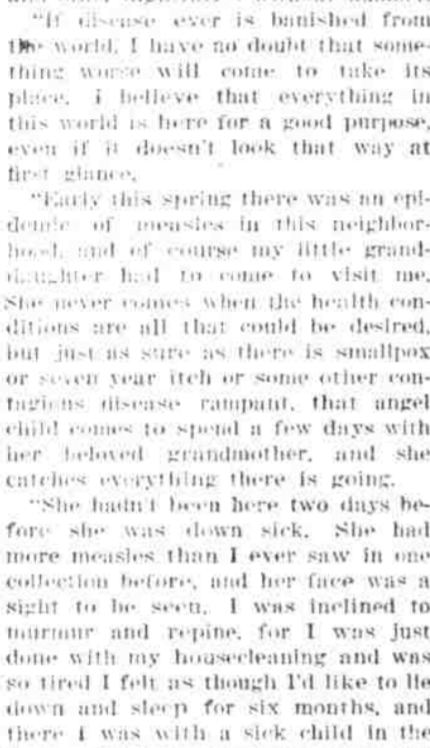 "If disease ever is banished from
the world, I have no doubt that some-
thing worse will come to take its
place. I believe that everything in
this world is here for a good purpose,
even if it doesn't look that way at
first glance.
"Early this spring there was an epi-
demic of measles in this neighbor-
hood, and of course my little grand-
daughter had to come to visit me.
She never comes when the health con-
ditions are all that could be desired,
but just as sure as there is smallpox
or seven year itch or some other con-
tagious disease rampant, that angel
child comes to spend a few days with
her beloved grandmother, and she
catches everything there is going.
"She hadn't been here two days be-
fore she was down sick. She had
more measles than I ever saw in one
collection before, and her face was a
sight to be seen. I was inclined to
murmur and repine, for I was just
done with my housecleaning and was
so tired I felt as though I'd like to lie
down and sleep for six months, and
there I was with a sick child in the